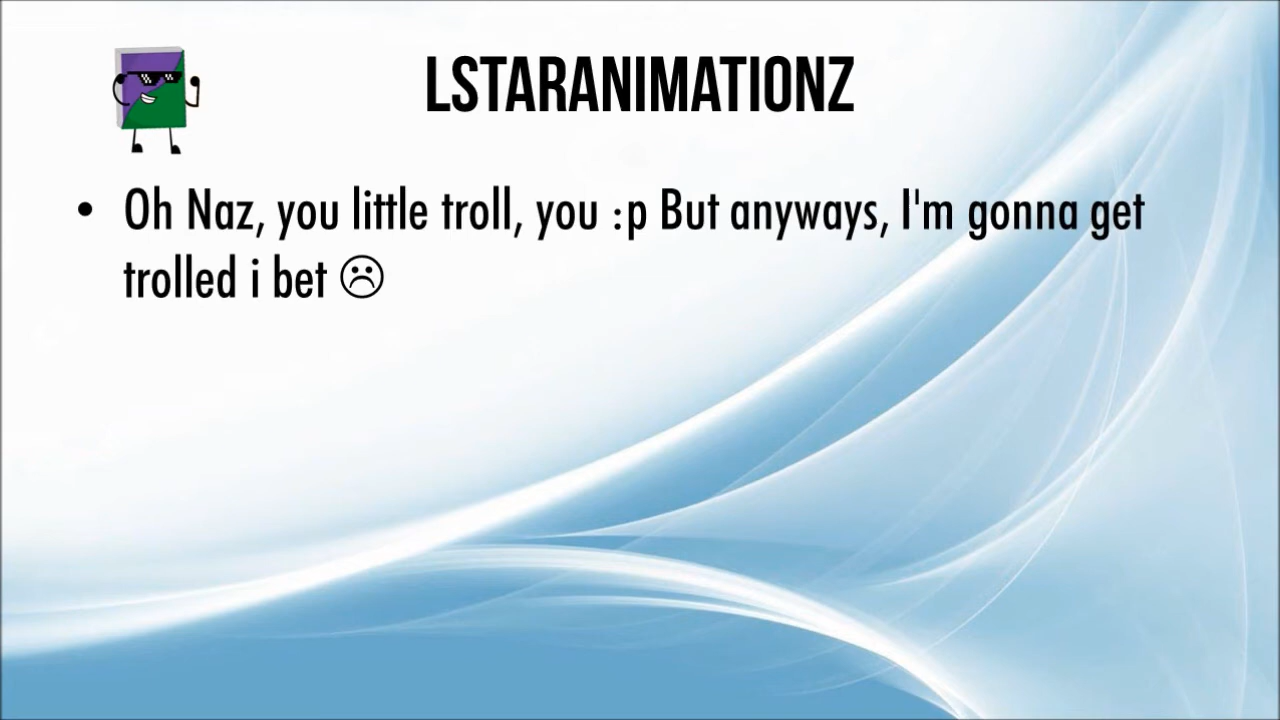 LSTARANIMATIONZ
• Oh Naz, you little troll, you :p But anyways, I'm gonna get
trolled i bet ☹